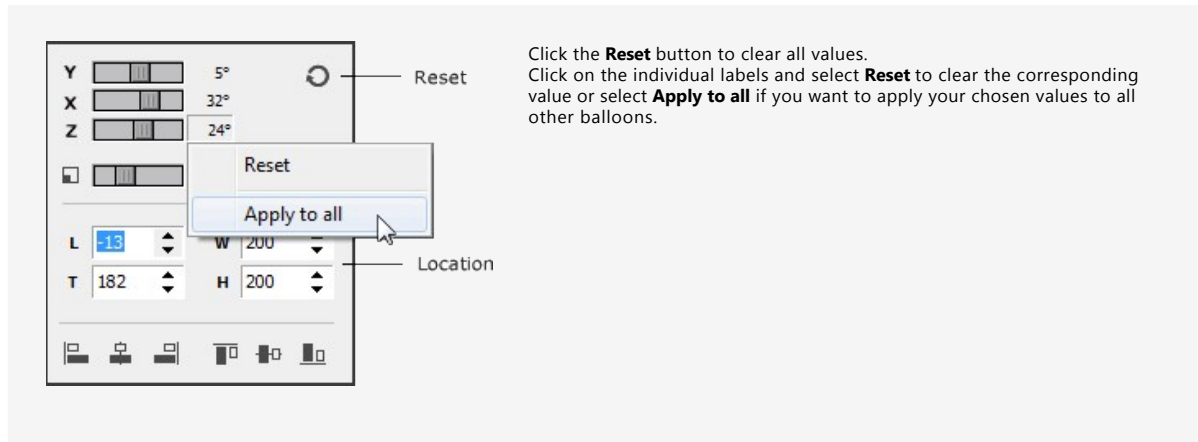 Y 5°
Reset
X 32°
Z 24°
Reset
Apply to all
L -13 W 200
Location
T 182 H 200
Click the Reset button to clear all values.
Click on the individual labels and select Reset to clear the corresponding
value or select Apply to all if you want to apply your chosen values to all
other balloons.